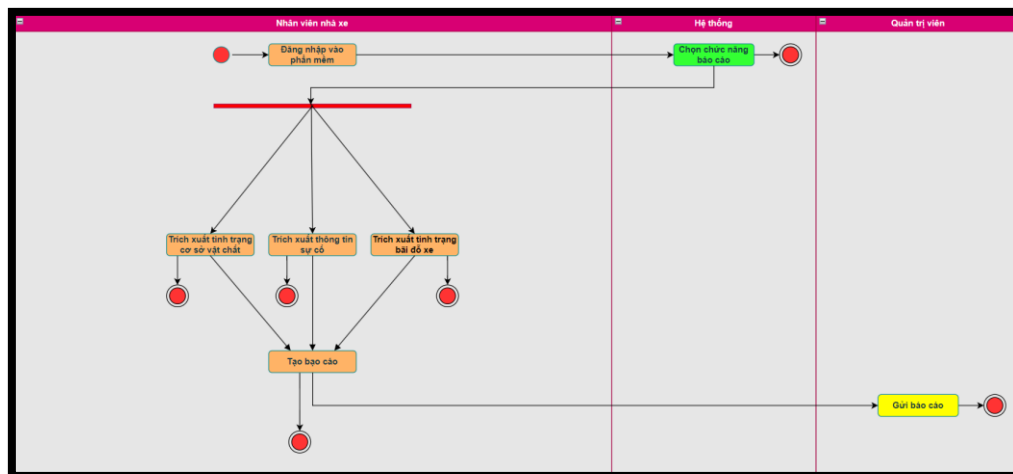 Nhân viên nhà xe
Hệ thống
Quản trị viên
Đăng nhập vào
phần mềm
Chọn chức năng
báo cáo
Trích xuất tình trạng
cơ sở vật chất
Trích xuất thông tin
sự cố
Trích xuất tình trạng
bãi đỗ xe
Tạo bạo cáo
Gửi báo cáo